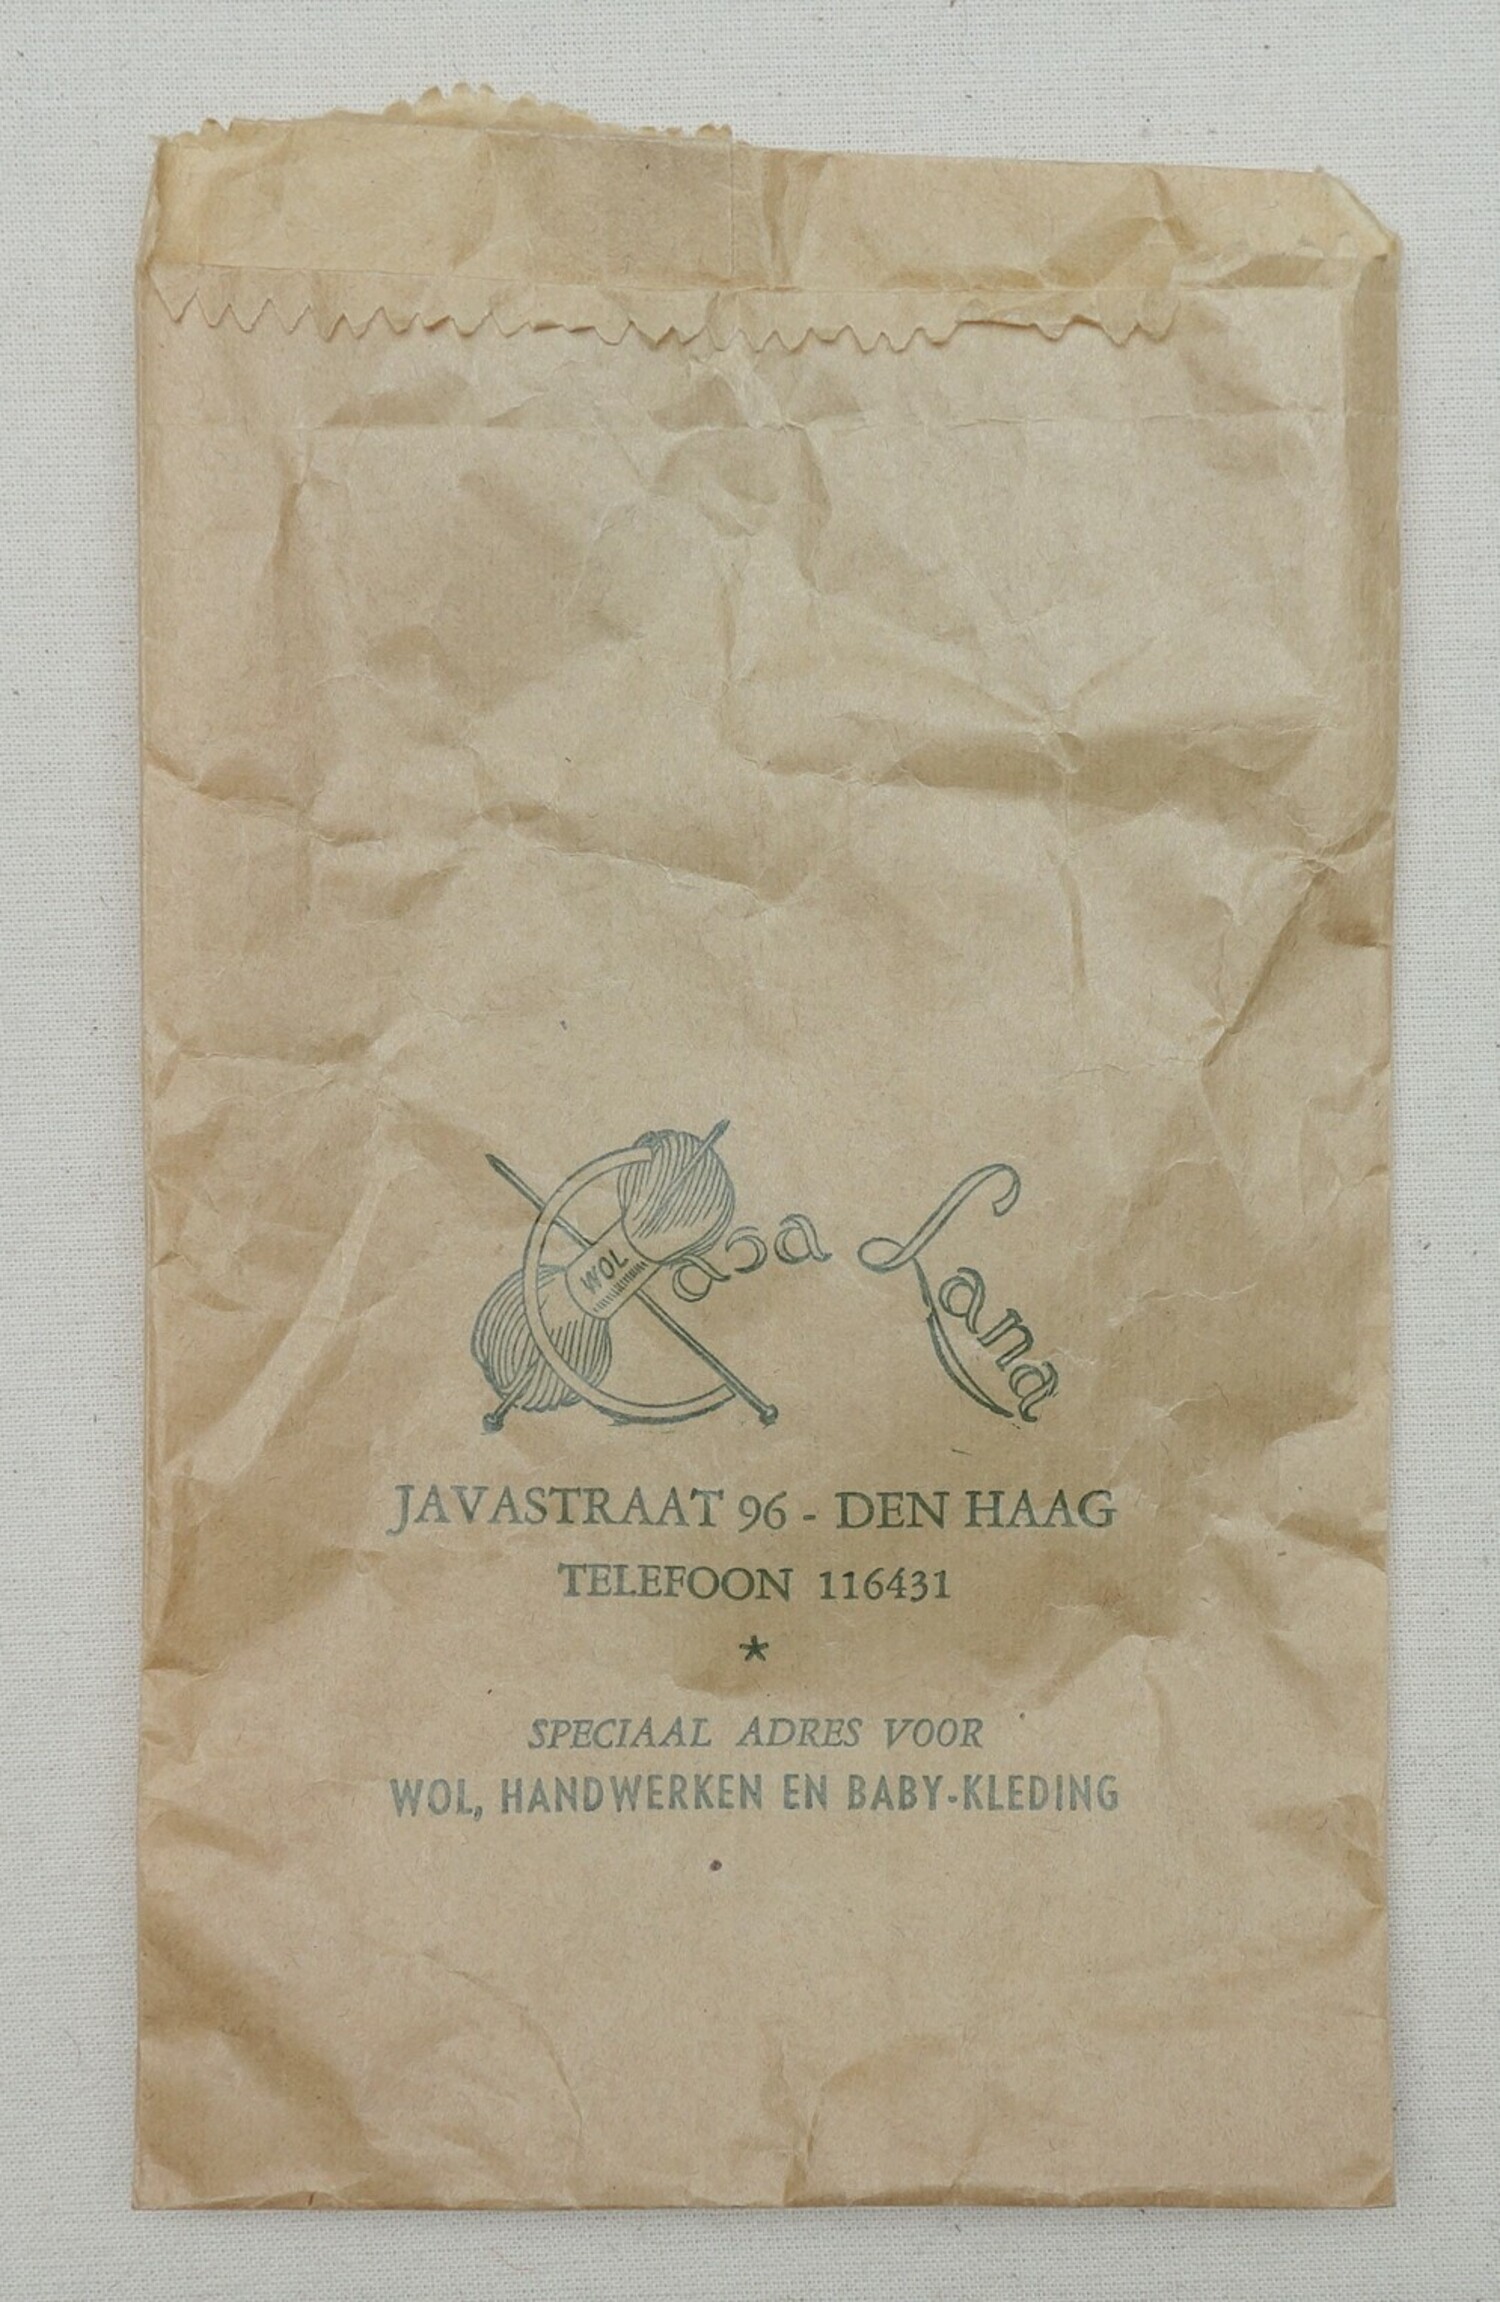 WOL
Casa Lana
JAVASTRAAT 96 - DEN HAAG
TELEFOON 116431
*
SPECIAAL ADRES VOOR
WOL, HANDWERKEN EN BABY-KLEDING